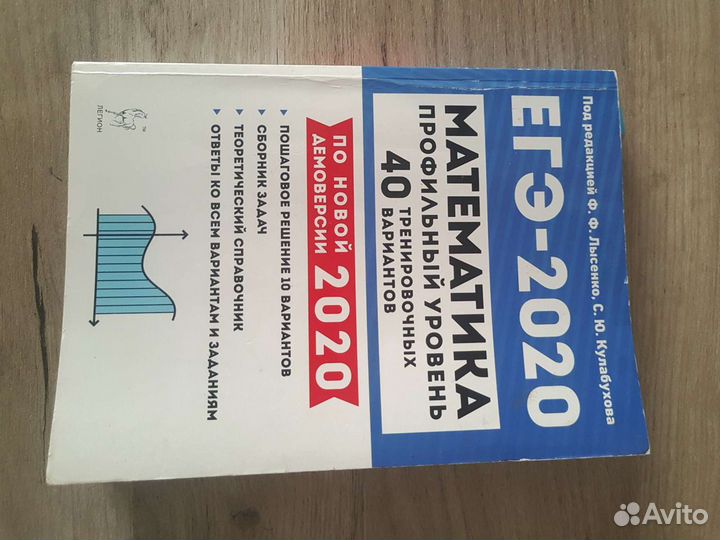 Под редакцией Ф. Ф. Лысенко, С. Ю. Кулабухова
ЕГЭ-2020
МАТЕМАТИКА
ПРОФИЛЬНЫЙ УРОВЕНЬ
40 ТРЕНИРОВОЧНЫХ
ВАРИАНТОВ
ПО НОВОЙ
ДЕМОВЕРСИИ 2020
ПОШАГОВОЕ РЕШЕНИЕ 10 ВАРИАНТОВ
СБОРНИК ЗАДАЧ
ТЕОРЕТИЧЕСКИЙ СПРАВОЧНИК
ОТВЕТЫ КО ВСЕМ ВАРИАНТАМ И ЗАДАНИЯМ
ЛЕГИОН
TM
Avito